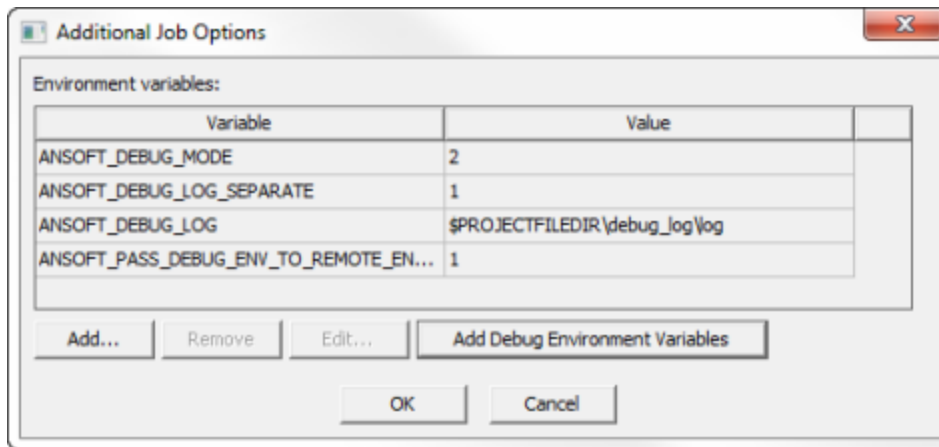 Additional Job Options
Environment variables:
Variable Value
ANSOFT_DEBUG_MODE 2
ANSOFT_DEBUG_LOG_SEPARATE 1
ANSOFT_DEBUG_LOG $PROJECTFILEDIR\debug_log\log
ANSOFT_PASS_DEBUG_ENV_TO_REMOTE_EN... 1
Add... Remove Edit... Add Debug Environment Variables
OK Cancel